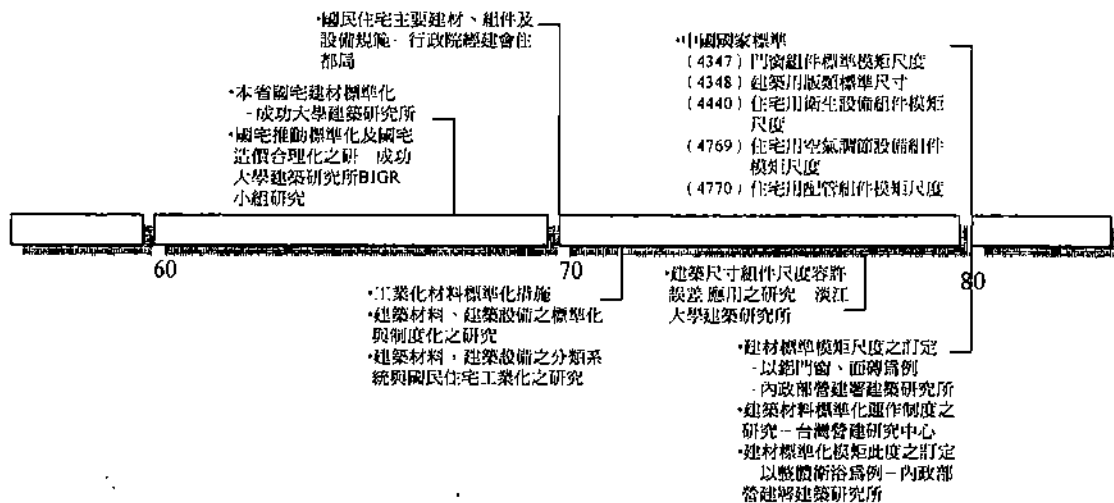 •國民住宅主要建材、組件及
設備規範- 行政院經建會住
都局
•本省國宅建材標準化
-成功大學建築研究所
•國宅推動標準化及國宅
造價合理化之研 成功
大學建築研究所BIGR
小組研究
•中國國家標準
(4347) 門窗組件標準模矩尺度
(4348) 建築用版類標準尺寸
(4440) 住宅用衛生設備組件模矩
尺度
(4769) 住宅用空氣調節設備組件
模矩尺度
(4770) 住宅用配管組件模矩尺度
60
70
80
•工業化材料標準化措施
•建築材料、建築設備之標準化
與制度化之研究
•建築材料，建築設備之分類系
統與國民住宅工業化之研究
•建築尺寸組件尺度容許
誤差 應用之研究 淡江
大學建築研究所
•建材標準模矩尺度之訂定
-以鋁門窗、面磚為例
-內政部營建署建築研究所
•建築材料標準化運作制度之
研究－台灣營建研究中心
•建材標準化模矩此度之訂定
以整體衛浴為例－內政部
營建署建築研究所